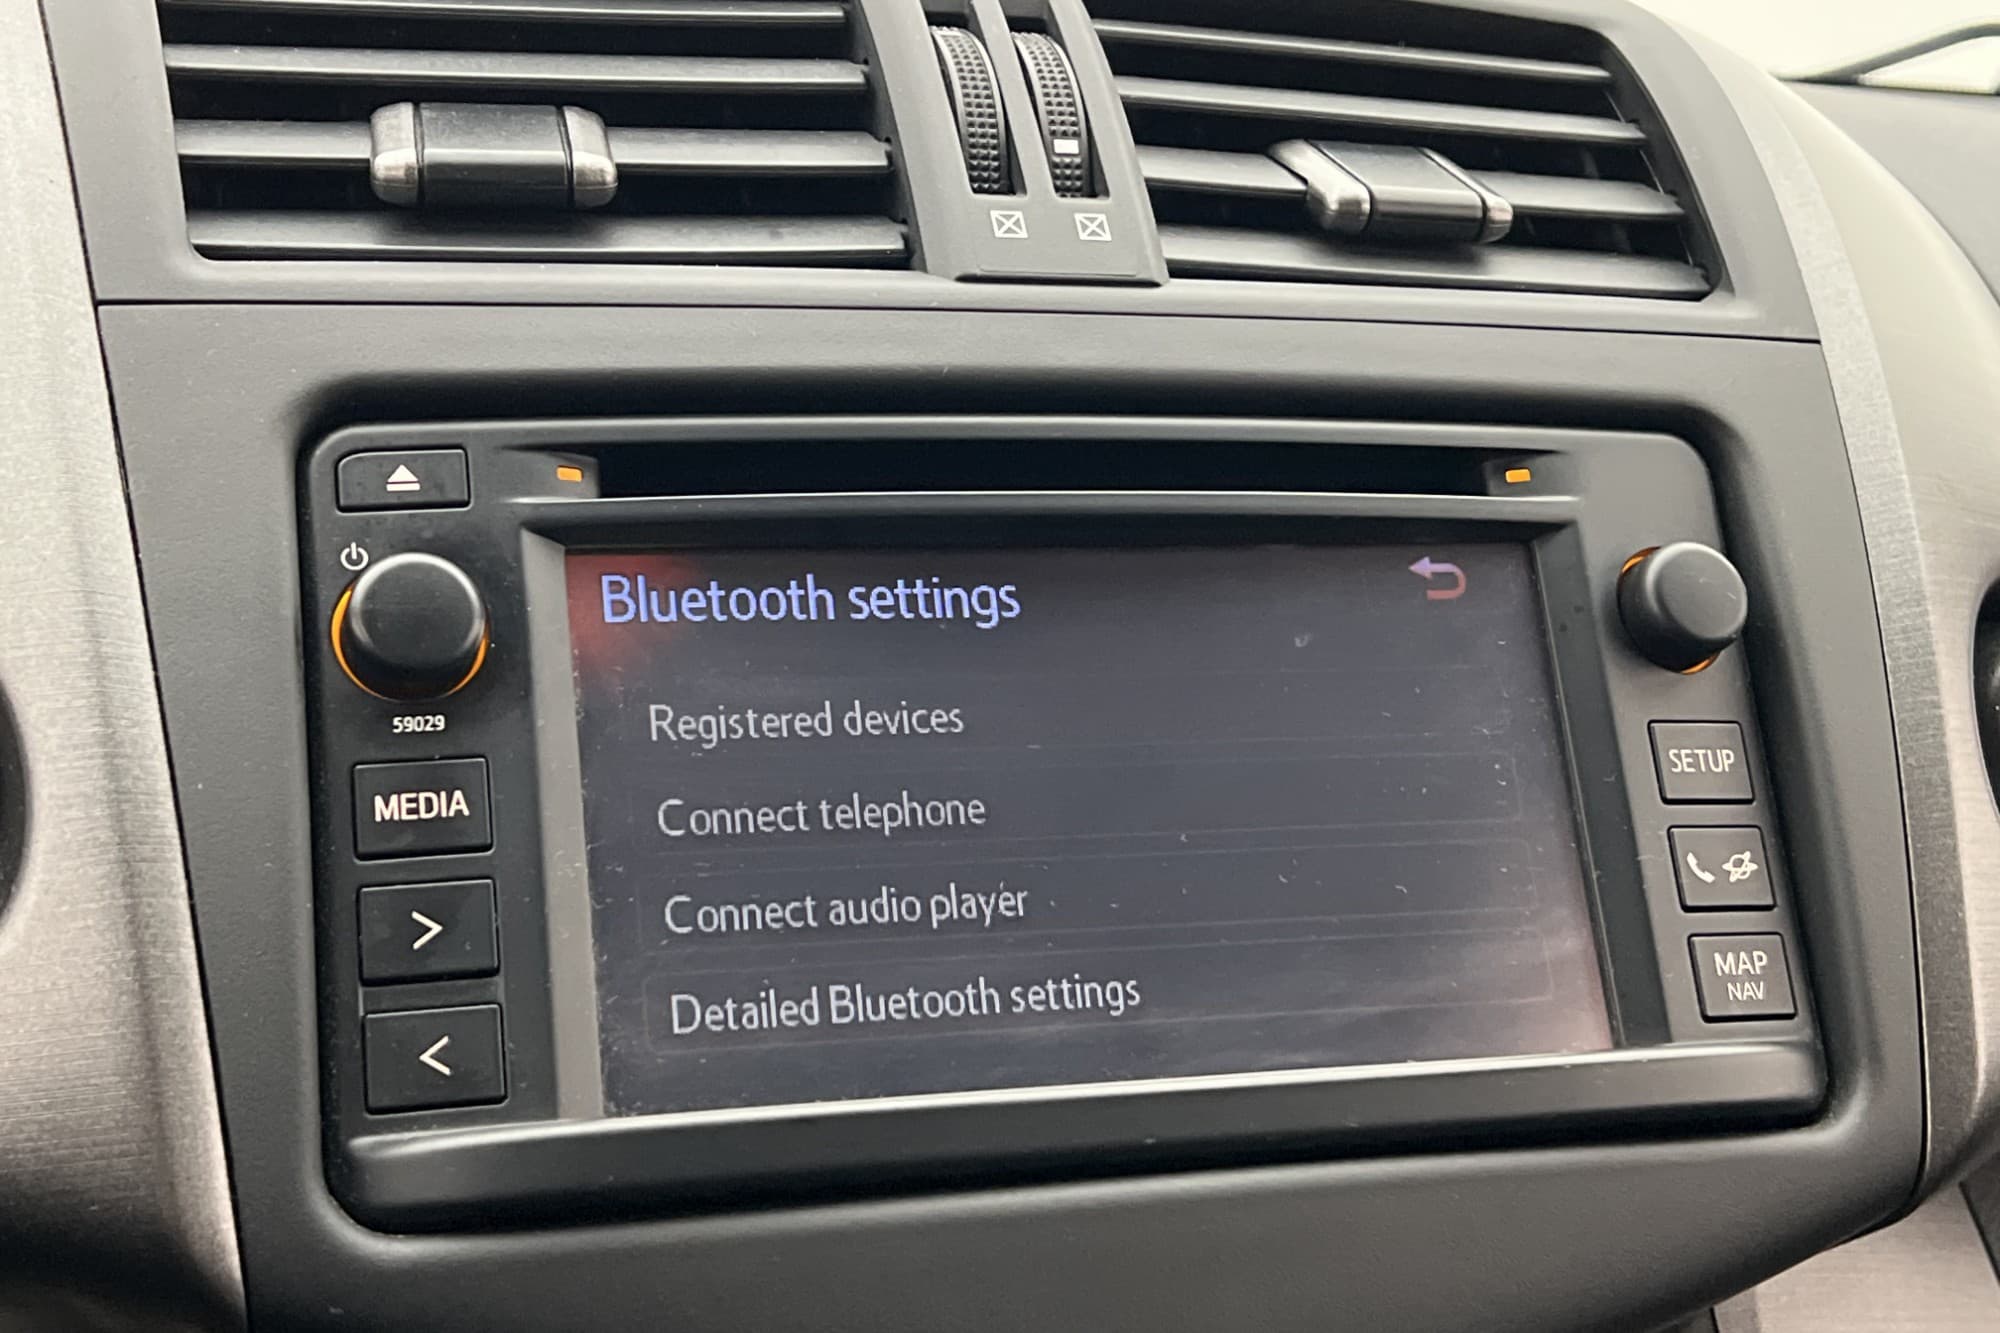 Bluetooth settings
Registered devices
Connect telephone
Connect audio player
Detailed Bluetooth settings
59029
MEDIA
>
<
SETUP
MAP
NAV